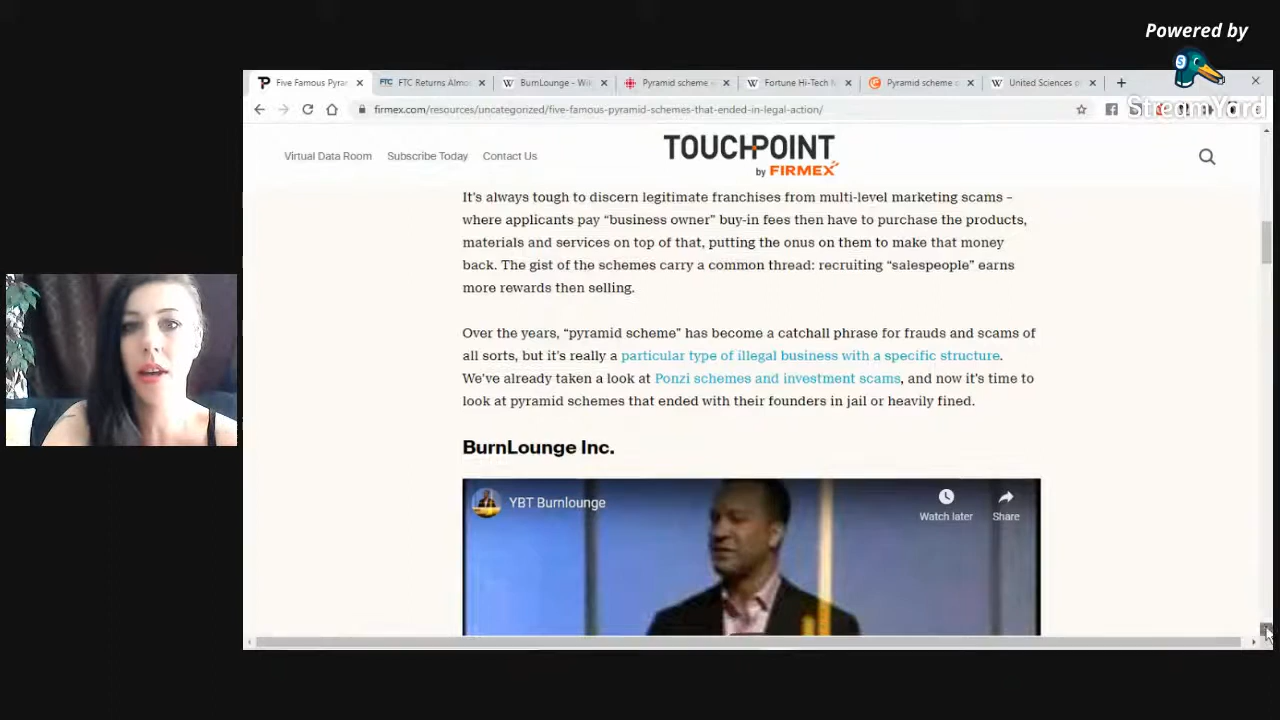 Powered by
StreamYard
Five Famous Pyra
FTC FTC Returns Almo
W BurnLounge - Wi
Pyramid scheme
W Fortune Hi-Tech
Pyramid scheme
W United Sciences o
firmex.com/resources/uncategorized/five-famous-pyramid-schemes-that-ended-in-legal-action/
Virtual Data Room
Subscribe Today
Contact Us
TOUCHPOINT
by FIRMEX
It's always tough to discern legitimate franchises from multi-level marketing scams –
where applicants pay “business owner” buy-in fees then have to purchase the products,
materials and services on top of that, putting the onus on them to make that money
back. The gist of the schemes carry a common thread: recruiting “salespeople” earns
more rewards then selling.
Over the years, “pyramid scheme” has become a catchall phrase for frauds and scams of
all sorts, but it's really a particular type of illegal business with a specific structure.
We've already taken a look at Ponzi schemes and investment scams, and now it's time to
look at pyramid schemes that ended with their founders in jail or heavily fined.
BurnLounge Inc.
YBT Burnlounge
Watch later
Share